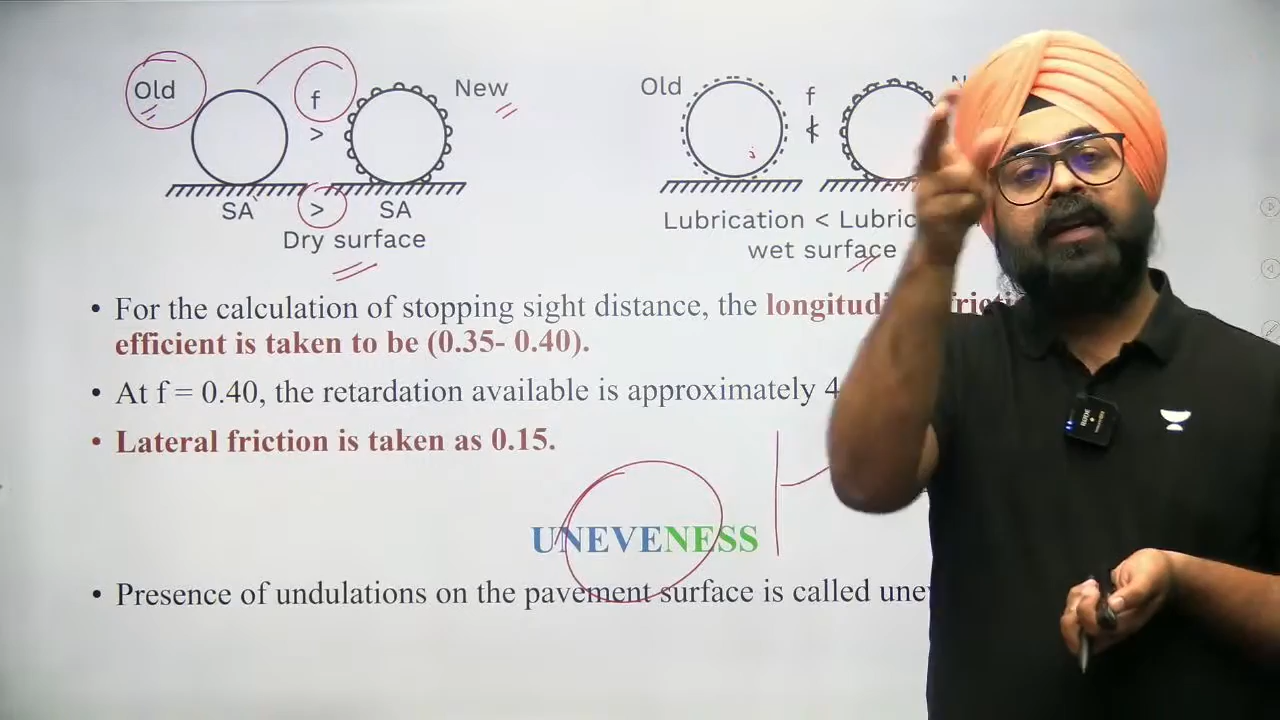 Old
f
>
New
SA
>
SA
Dry surface
Old
f
Lubrication < Lubric
wet surface
• For the calculation of stopping sight distance, the longitudi fricti
efficient is taken to be (0.35- 0.40).
• At f = 0.40, the retardation available is approximately 4
• Lateral friction is taken as 0.15.
UNEVENESS
• Presence of undulations on the pavement surface is called une